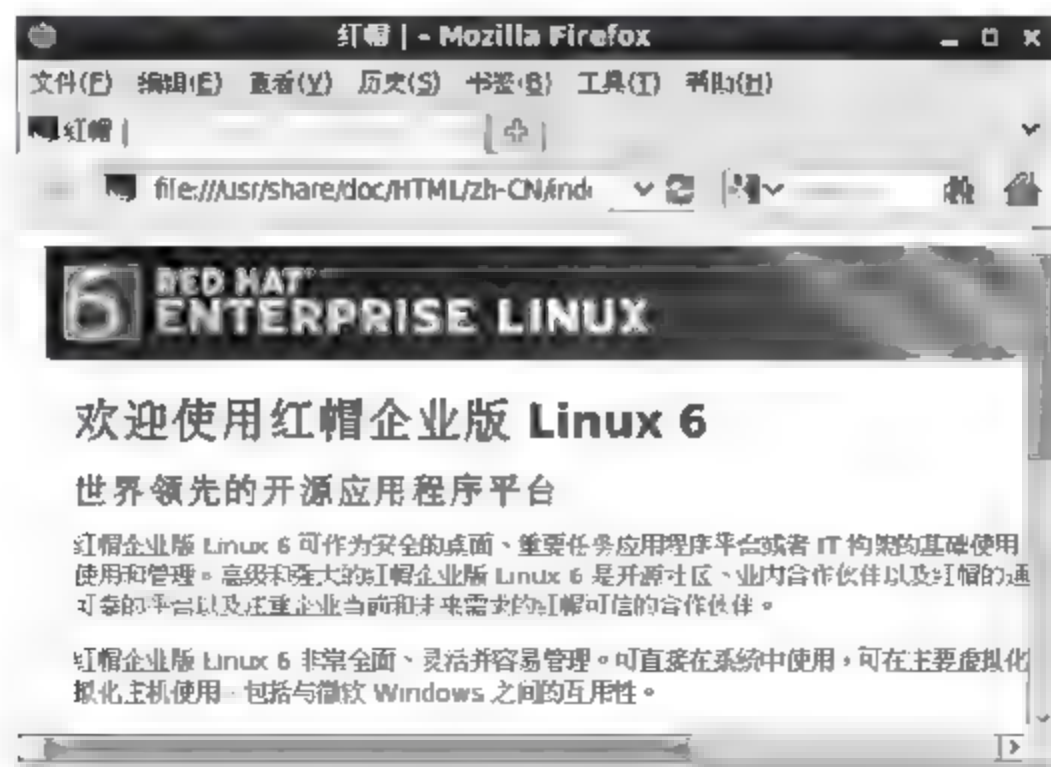 红帽 | - Mozilla Firefox
文件(F) 编辑(E) 查看(V) 历史(S) 书签(B) 工具(T) 帮助(H)
红帽 |
file:///usr/share/doc/HTML/zh-CN/ind
6 RED HAT
ENTERPRISE LINUX
欢迎使用红帽企业版 Linux 6
世界领先的开源应用程序平台
红帽企业版 Linux 6 可作为安全的桌面、重要任务应用程序平台或者 IT 构架的基础使用
使用和管理。高级和强大的红帽企业版 Linux 6 是开源社区、业内合作伙伴以及红帽的通
可靠的平台以及注重企业当前和未来需求的红帽可信的合作伙伴。
红帽企业版 Linux 6 非常全面、灵活并容易管理。可直接在系统中使用，可在主要虚拟化
拟化主机使用 包括与微软 Windows 之间的互用性。